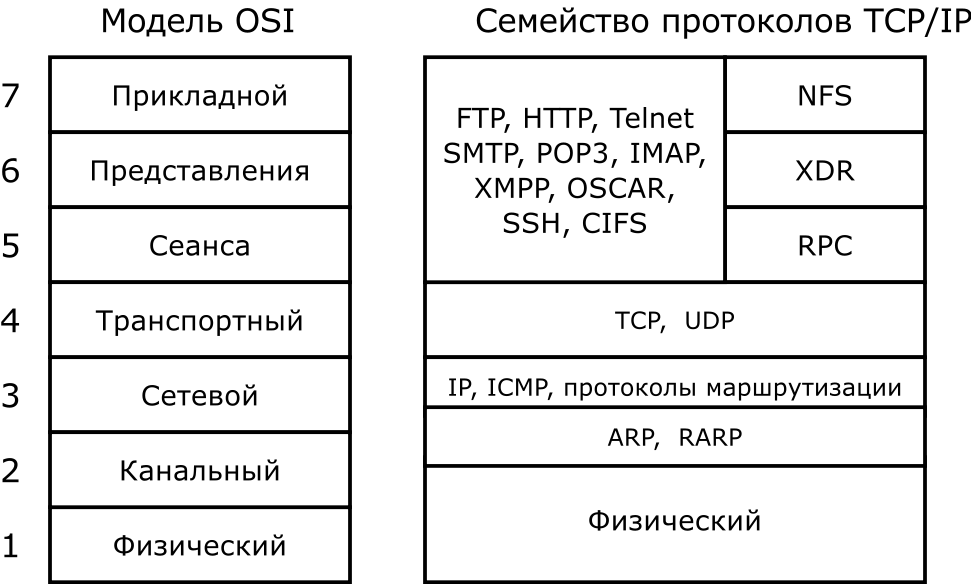 Модель OSI
Семейство протоколов TCP/IP
7
Прикладной
6
Представления
5
Сеанса
4
Транспортный
3
Сетевой
2
Канальный
1
Физический
FTP, HTTP, Telnet
SMTP, POP3, IMAP,
XMPP, OSCAR,
SSH, CIFS
NFS
XDR
RPC
TCP, UDP
IP, ICMP, протоколы маршрутизации
ARP, RARP
Физический